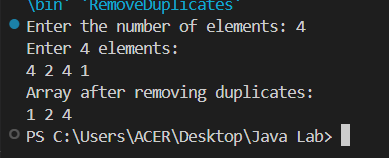 \bin' 'RemoveDuplicates'
Enter the number of elements: 4
Enter 4 elements:
4 2 4 1
Array after removing duplicates:
1 2 4
PS C:\Users\ACER\Desktop\Java Lab>